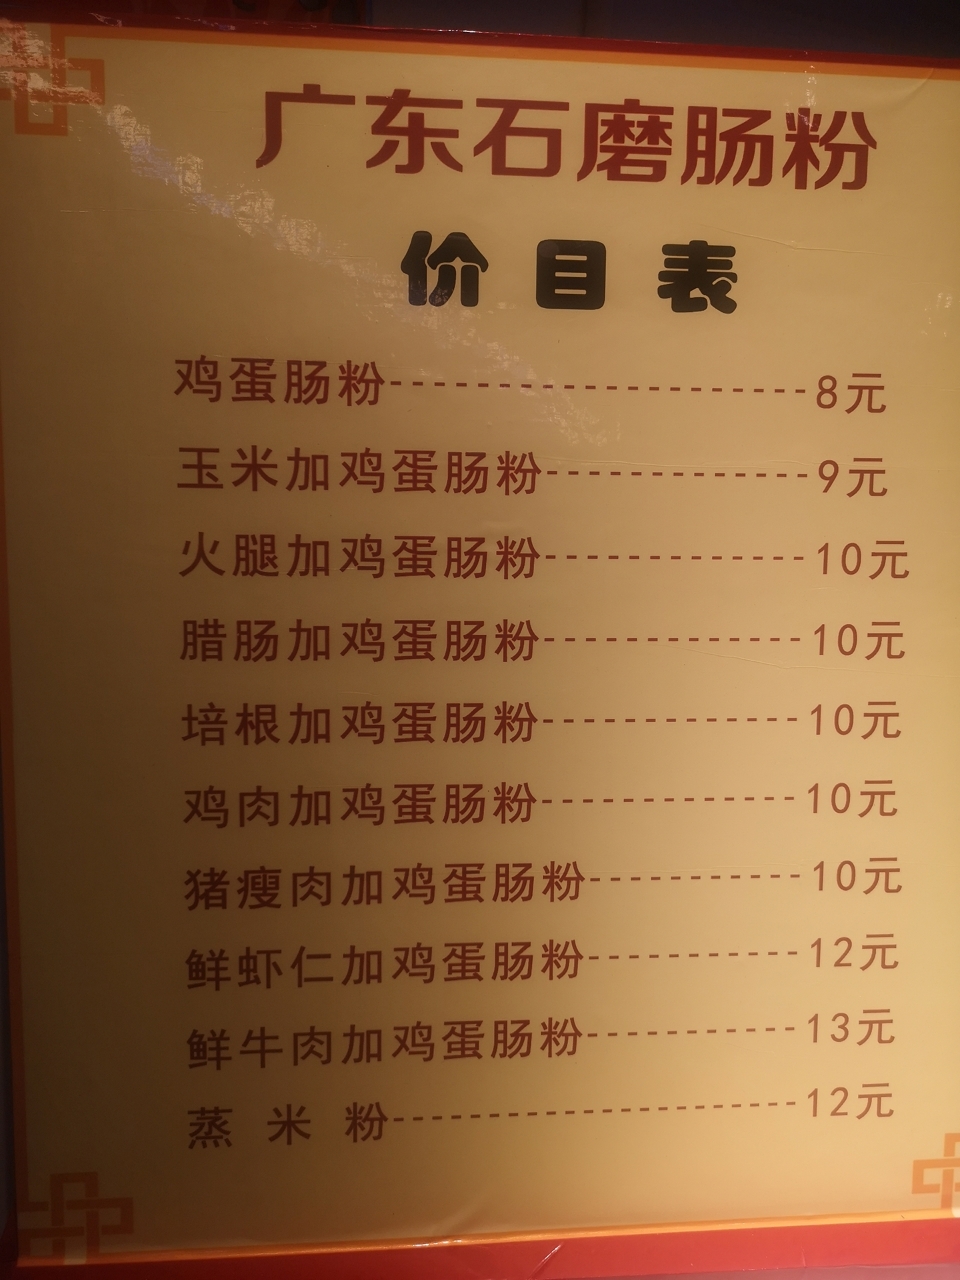 广东石磨肠粉
价目表
鸡蛋肠粉--------------------8元
玉米加鸡蛋肠粉-------------9元
火腿加鸡蛋肠粉-------------10元
腊肠加鸡蛋肠粉-------------10元
培根加鸡蛋肠粉-------------10元
鸡肉加鸡蛋肠粉-------------10元
猪瘦肉加鸡蛋肠粉-----------10元
鲜虾仁加鸡蛋肠粉-----------12元
鲜牛肉加鸡蛋肠粉-----------13元
蒸 米 粉--------------------12元